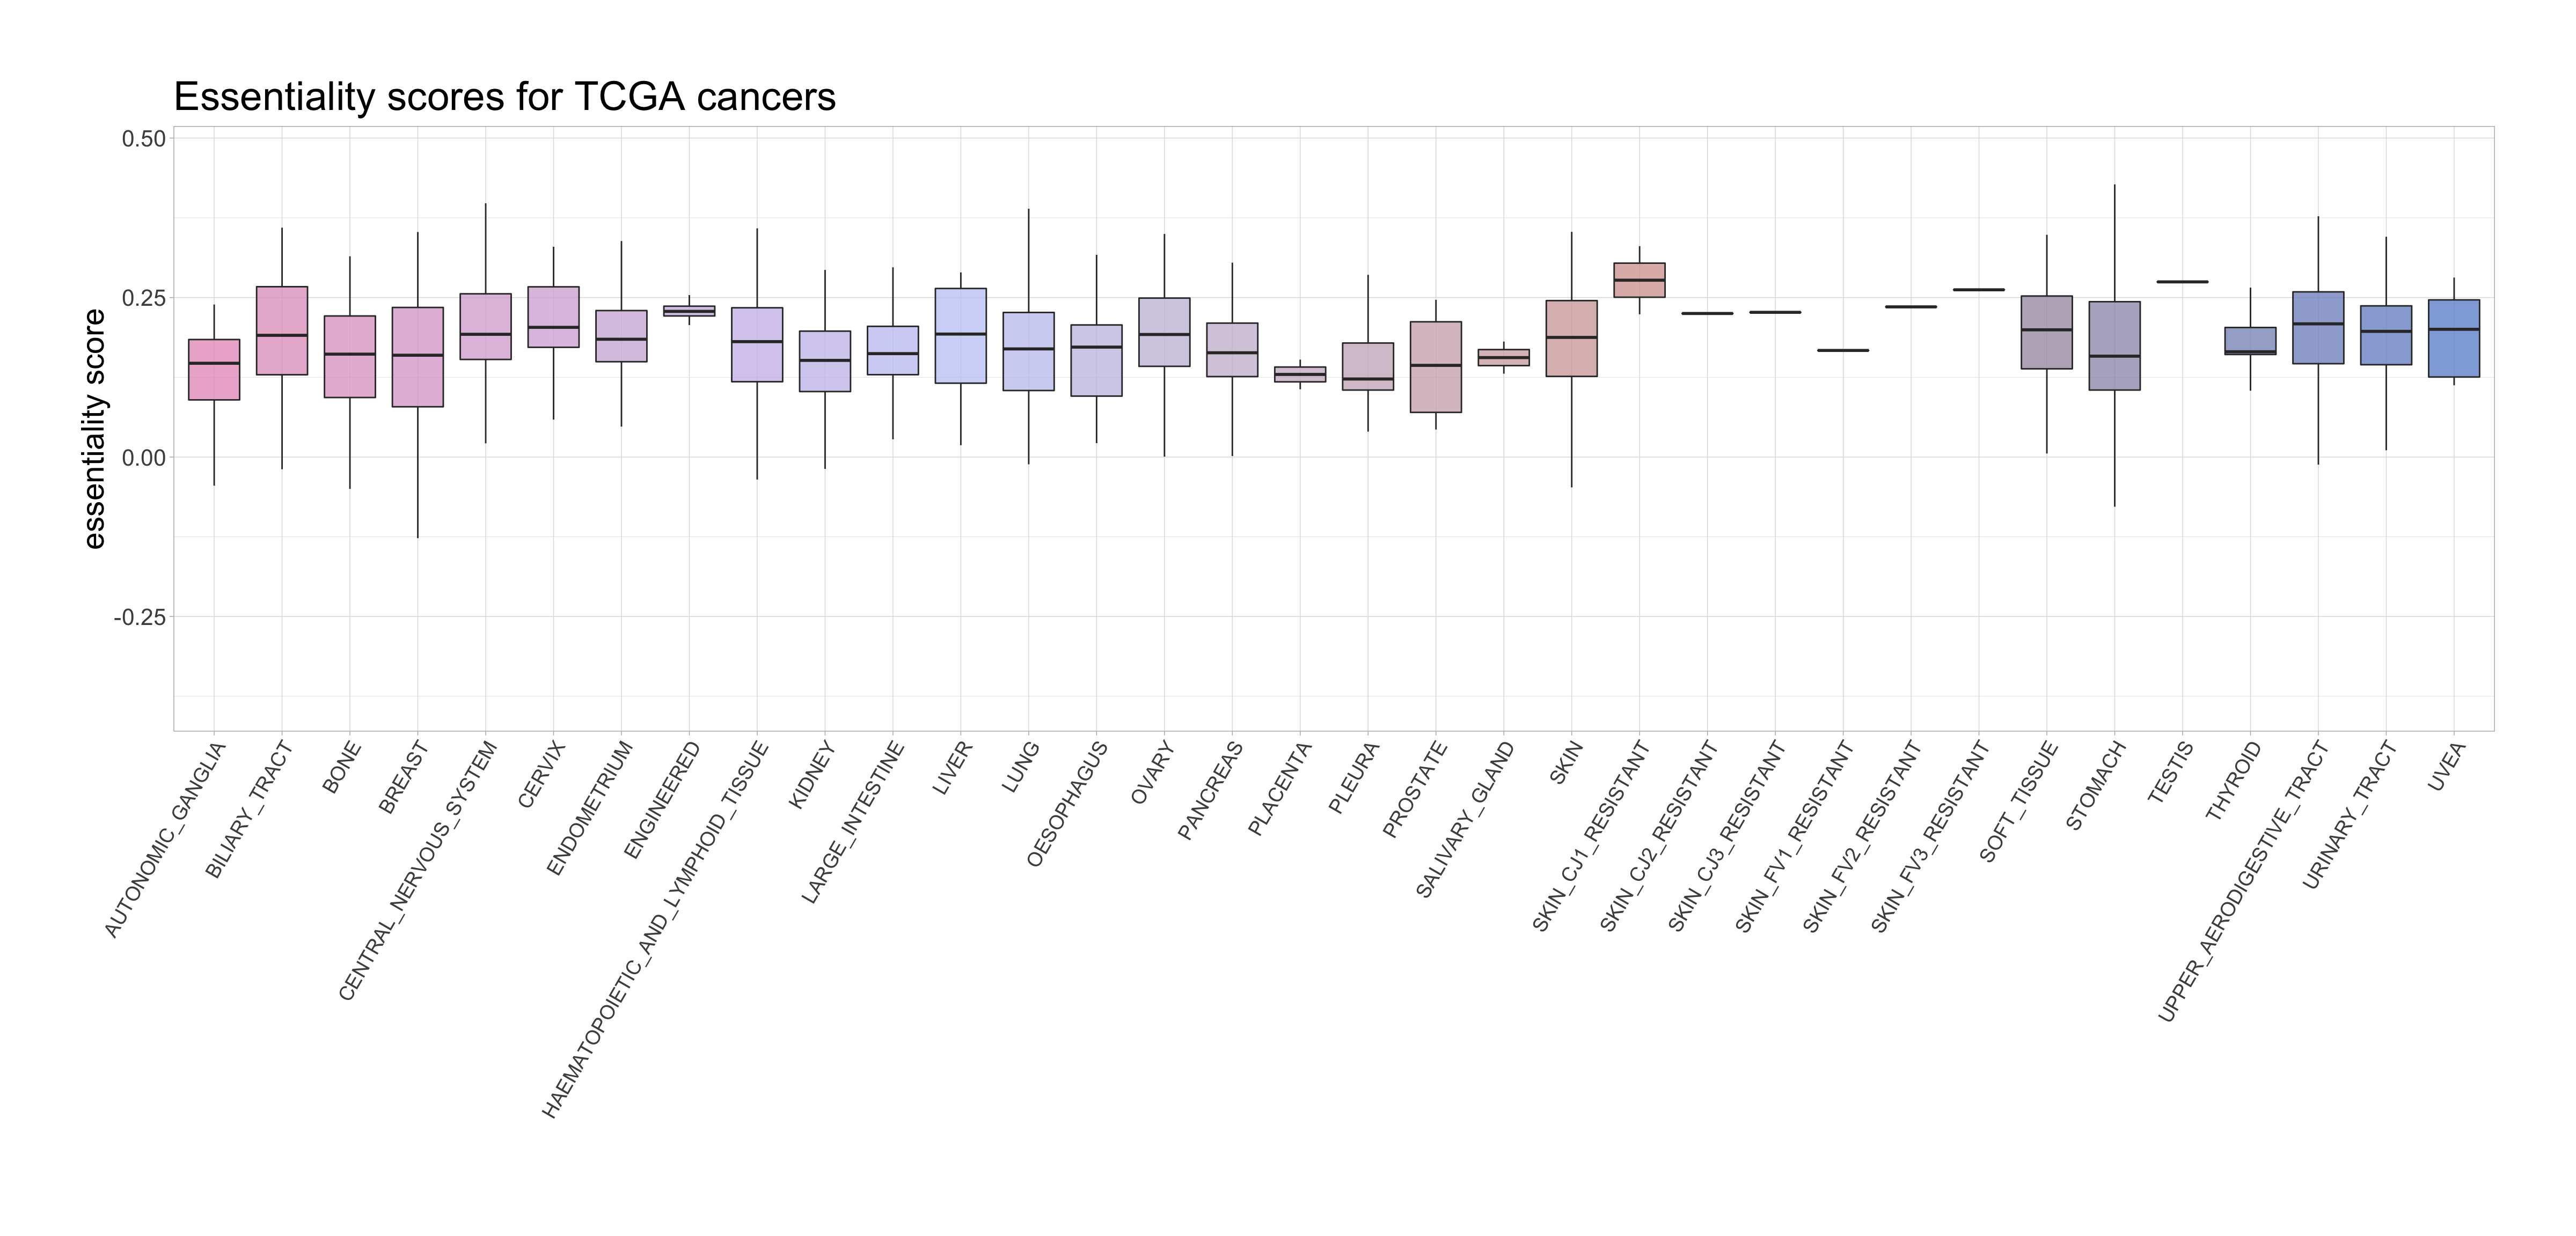 Essentiality scores for TCGA cancers
essentiality score
0.50
0.25
0.00
-0.25
AUTONOMIC_GANGLIA
BILIARY_TRACT
BONE
BREAST
CENTRAL_NERVOUS_SYSTEM
CERVIX
ENDOMETRIUM
ENGINEERED
HAEMATOPOIETIC_AND_LYMPHOID_TISSUE
KIDNEY
LARGE_INTESTINE
LIVER
LUNG
OESOPHAGUS
OVARY
PANCREAS
PLACENTA
PLEURA
PROSTATE
SALIVARY_GLAND
SKIN
SKIN_CJ1_RESISTANT
SKIN_CJ2_RESISTANT
SKIN_CJ3_RESISTANT
SKIN_FV1_RESISTANT
SKIN_FV2_RESISTANT
SKIN_FV3_RESISTANT
SOFT_TISSUE
STOMACH
TESTIS
THYROID
UPPER_AERODIGESTIVE_TRACT
URINARY_TRACT
UVEA